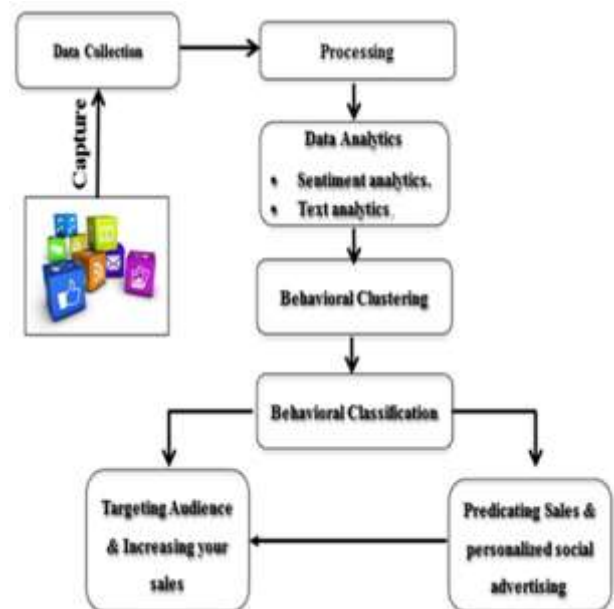 Data Collection
Processing
Capture
Data Analytics
• Sentiment analytics.
• Text analytics.
Behavioral Clustering
Behavioral Classification
Targeting Audience
& Increasing your
sales
Predicating Sales &
personalized social
advertising